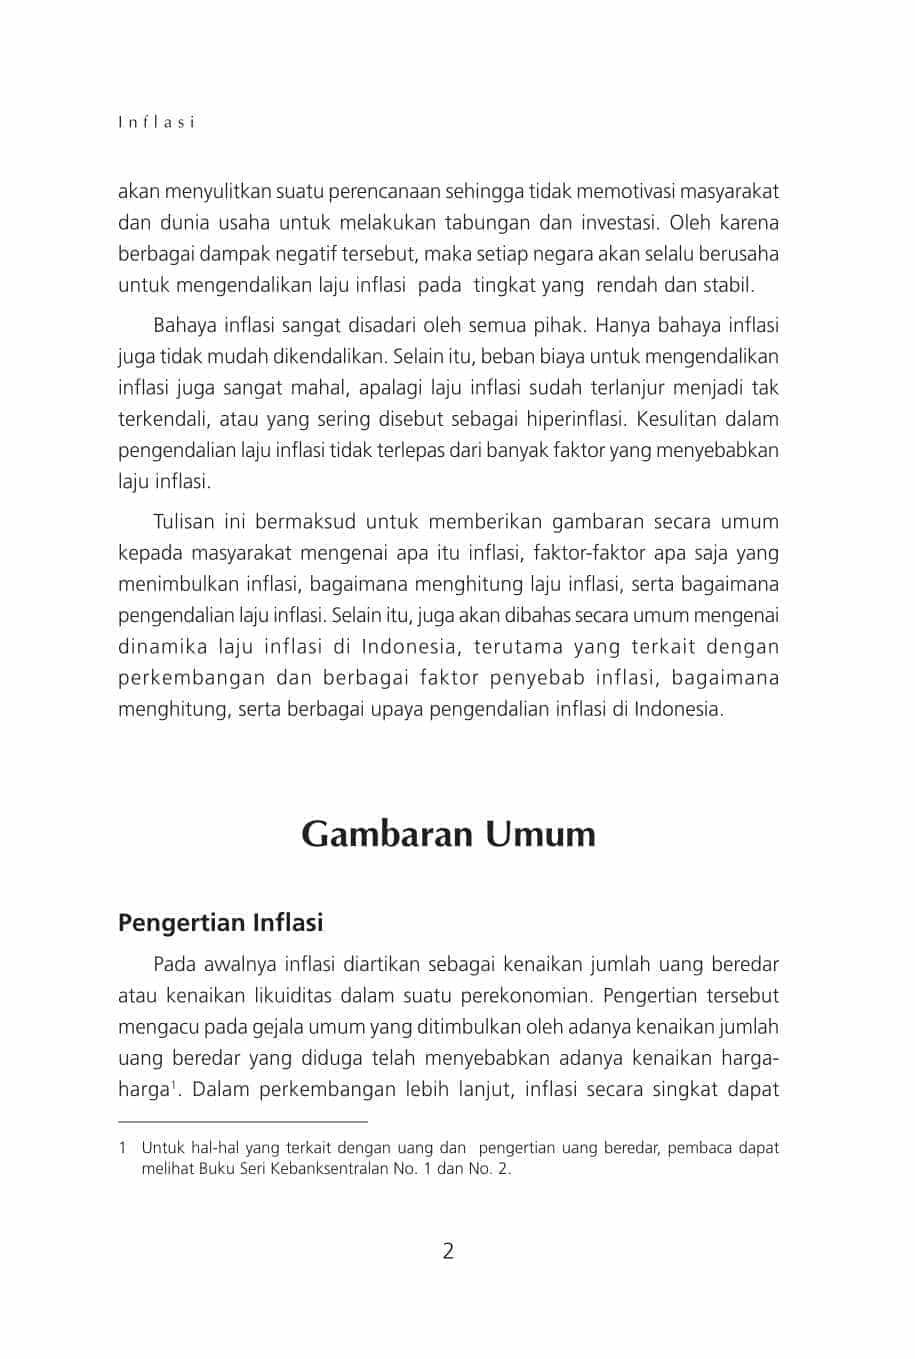 Inflasi
akan menyulitkan suatu perencanaan sehingga tidak memotivasi masyarakat
dan dunia usaha untuk melakukan tabungan dan investasi. Oleh karena
berbagai dampak negatif tersebut, maka setiap negara akan selalu berusaha
untuk mengendalikan laju inflasi pada tingkat yang rendah dan stabil.
Bahaya inflasi sangat disadari oleh semua pihak. Hanya bahaya inflasi
juga tidak mudah dikendalikan. Selain itu, beban biaya untuk mengendalikan
inflasi juga sangat mahal, apalagi laju inflasi sudah terlanjur menjadi tak
terkendali, atau yang sering disebut sebagai hiperinflasi. Kesulitan dalam
pengendalian laju inflasi tidak terlepas dari banyak faktor yang menyebabkan
laju inflasi.
Tulisan ini bermaksud untuk memberikan gambaran secara umum
kepada masyarakat mengenai apa itu inflasi, faktor-faktor apa saja yang
menimbulkan inflasi, bagaimana menghitung laju inflasi, serta bagaimana
pengendalian laju inflasi. Selain itu, juga akan dibahas secara umum mengenai
dinamika laju inflasi di Indonesia, terutama yang terkait dengan
perkembangan dan berbagai faktor penyebab inflasi, bagaimana
menghitung, serta berbagai upaya pengendalian inflasi di Indonesia.
Gambaran Umum
Pengertian Inflasi
Pada awalnya inflasi diartikan sebagai kenaikan jumlah uang beredar
atau kenaikan likuiditas dalam suatu perekonomian. Pengertian tersebut
mengacu pada gejala umum yang ditimbulkan oleh adanya kenaikan jumlah
uang beredar yang diduga telah menyebabkan adanya kenaikan harga-
harga¹. Dalam perkembangan lebih lanjut, inflasi secara singkat dapat
1 Untuk hal-hal yang terkait dengan uang dan pengertian uang beredar, pembaca dapat
melihat Buku Seri Kebanksentralan No. 1 dan No. 2.
2